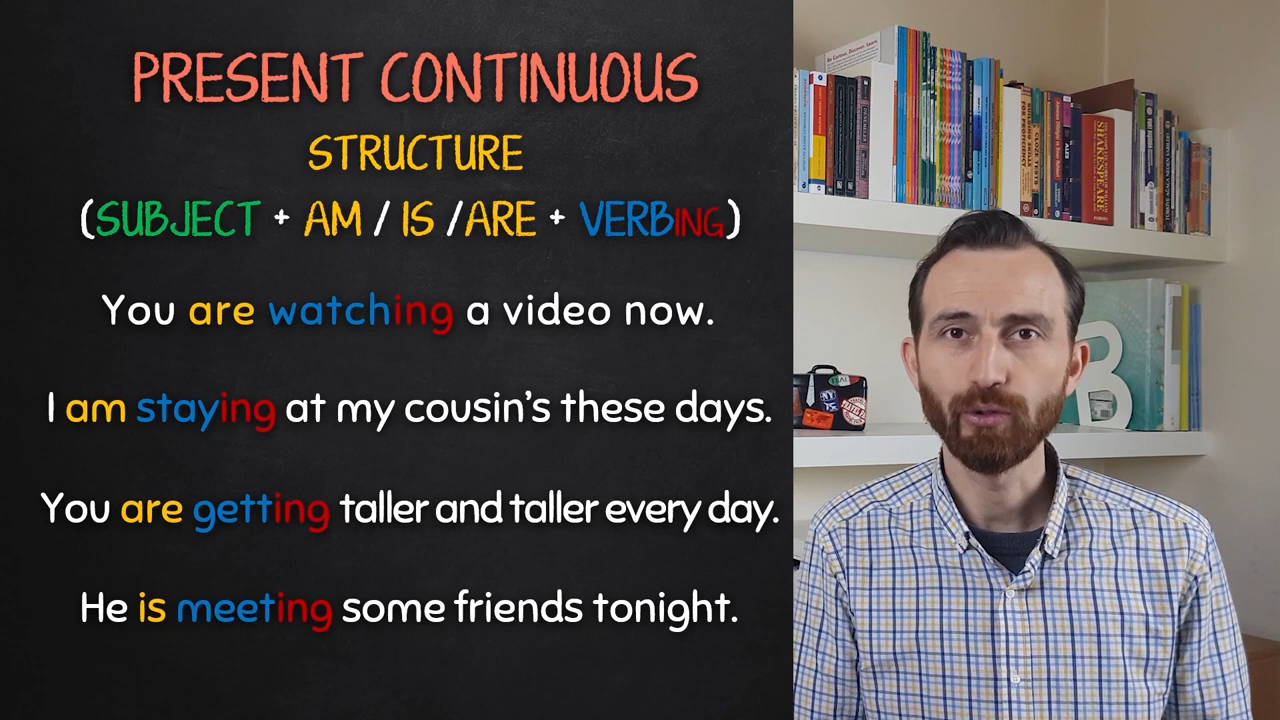 PRESENT CONTINUOUS
STRUCTURE
(SUBJECT + AM / IS /ARE + VERBING)
You are watching a video now.
I am staying at my cousin's these days.
You are getting taller and taller every day.
He is meeting some friends tonight.
SHAKESPEARE
B